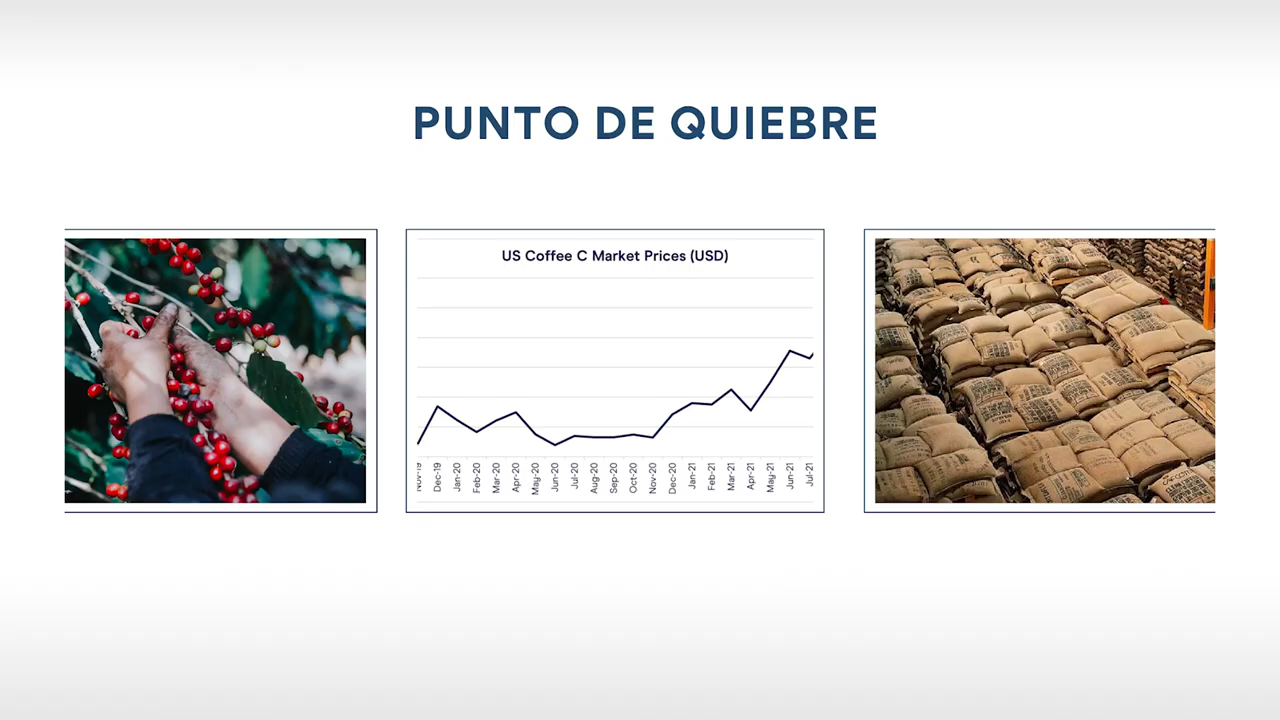 PUNTO DE QUIEBRE
US Coffee C Market Prices (USD)
Nov-19
Dec-19
Jan-20
Feb-20
Mar-20
Apr-20
May-20
Jun-20
Jul-20
Aug-20
Sep-20
Oct-20
Nov-20
Dec-20
Jan-21
Feb-21
Mar-21
Apr-21
May-21
Jun-21
Jul-21